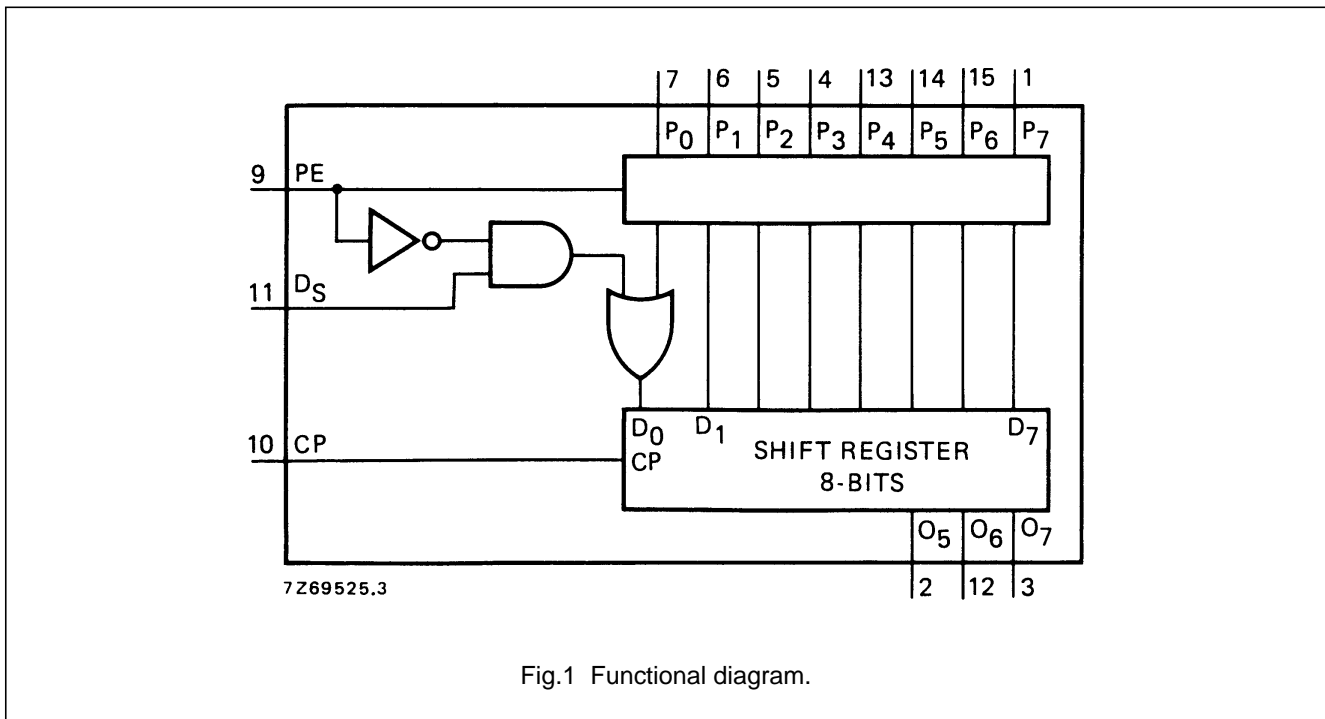 7 6 5 4 13 14 15 1
P0 P1 P2 P3 P4 P5 P6 P7
9 PE
11 DS
10 CP
D0 D1 D7
CP SHIFT REGISTER
8-BITS
O5 O6 O7
2 12 3
7Z69525.3
Fig.1 Functional diagram.